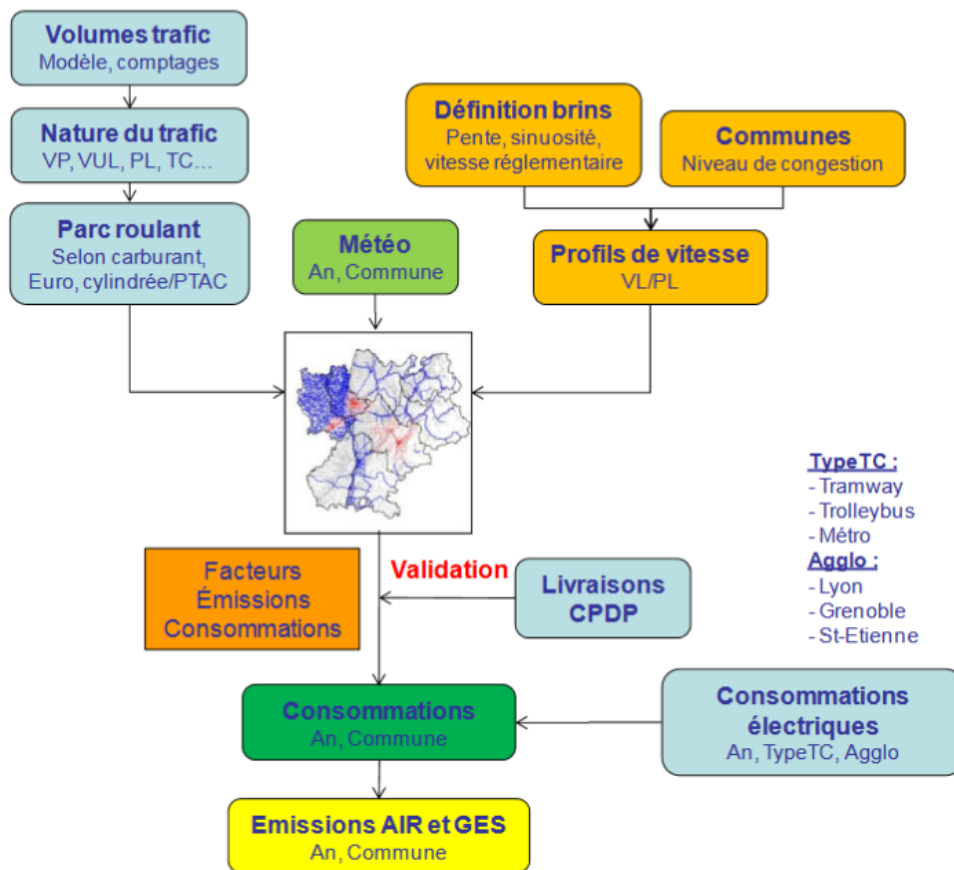 Volumes trafic
Modèle, comptages
Nature du trafic
VP, VUL, PL, TC...
Parc roulant
Selon carburant,
Euro, cylindrée/PTAC
Météo
An, Commune
Définition brins
Pente, sinuosité,
vitesse réglementaire
Communes
Niveau de congestion
Profils de vitesse
VL/PL
TypeTC :
- Tramway
- Trolleybus
- Métro
Agglo :
- Lyon
- Grenoble
- St-Etienne
Facteurs
Émissions
Consommations
Validation
Livraisons
CPDP
Consommations
An, Commune
Consommations
électriques
An, TypeTC, Agglo
Emissions AIR et GES
An, Commune